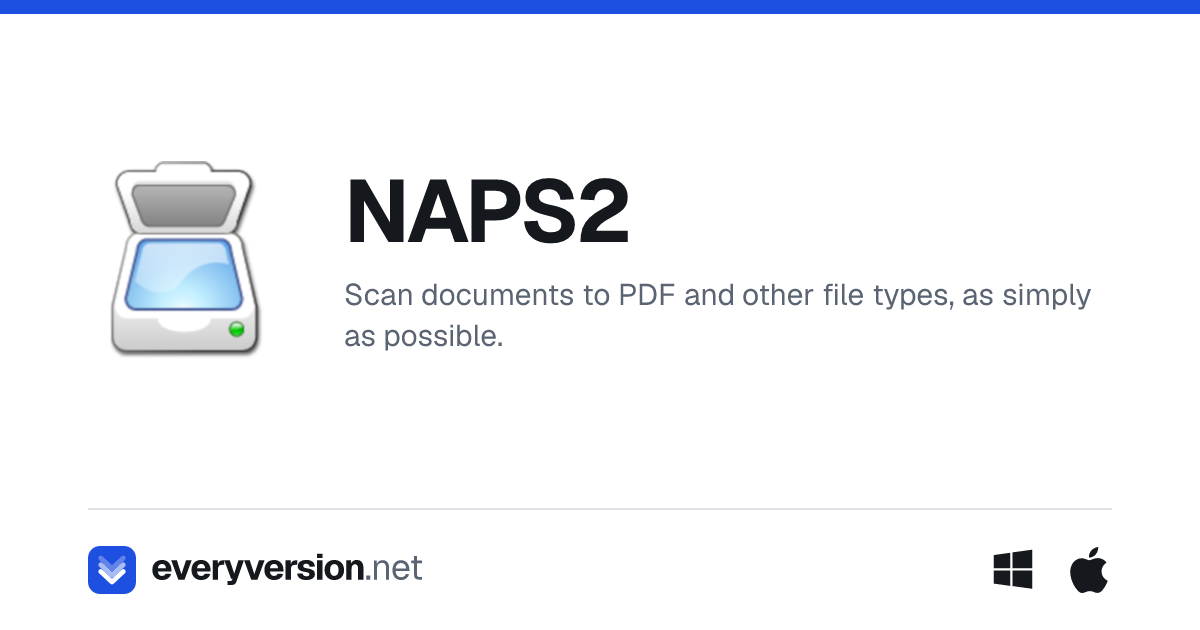 NAPS2
Scan documents to PDF and other file types, as simply
as possible.
everyversion.net